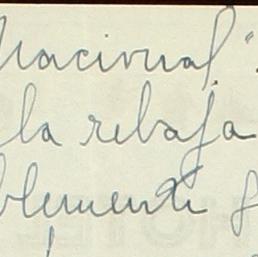 Nacional".
la rebaja
blemente